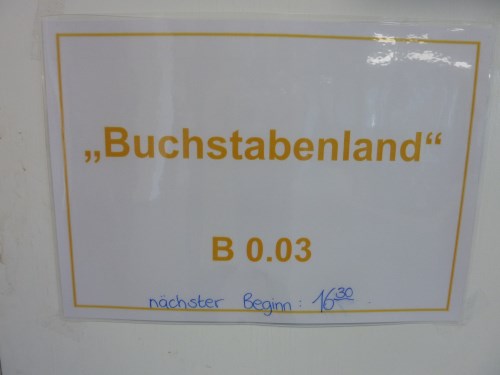 „Buchstabenland“
B 0.03
nächster Beginn: 16³⁰